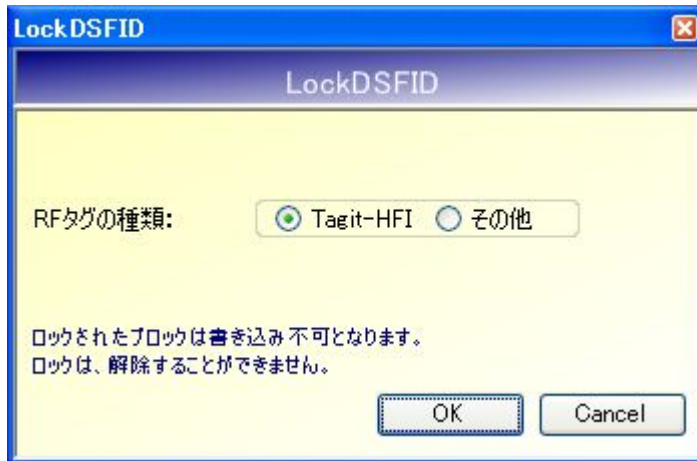 LockDSFID
LockDSFID
RFタグの種類: Tagit-HFI その他
ロックされたブロックは書き込み不可となります。
ロックは、解除することができません。
OK Cancel